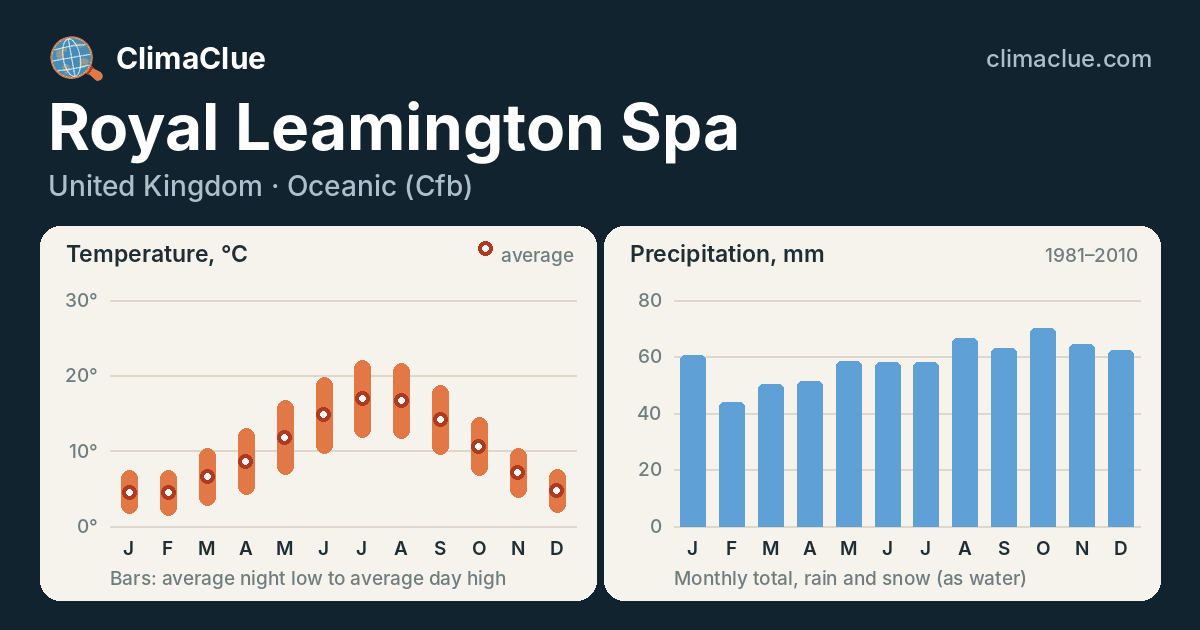 ClimaClue
climaclue.com
Royal Leamington Spa
United Kingdom · Oceanic (Cfb)
Temperature, °C
average
30°
20°
10°
0°
J F M A M J J A S O N D
Bars: average night low to average day high
Precipitation, mm
1981–2010
80
60
40
20
0
J F M A M J J A S O N D
Monthly total, rain and snow (as water)